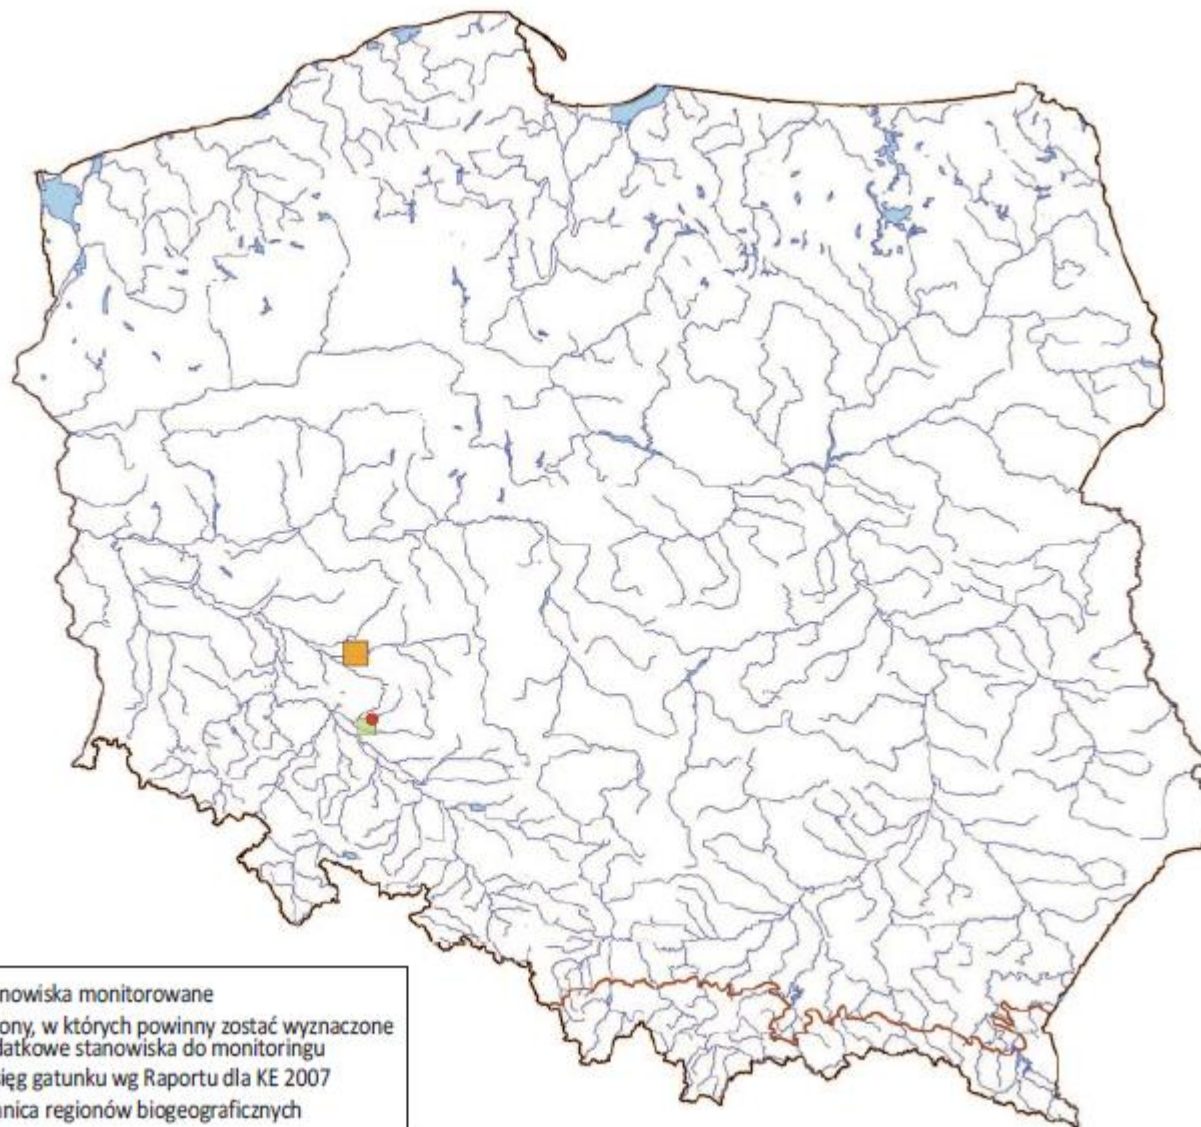 nowiska monitorowane
ony, w których powinny zostać wyznaczone
datkowe stanowiska do monitoringu
ięg gatunku wg Raportu dla KE 2007
nica regionów biogeograficznych